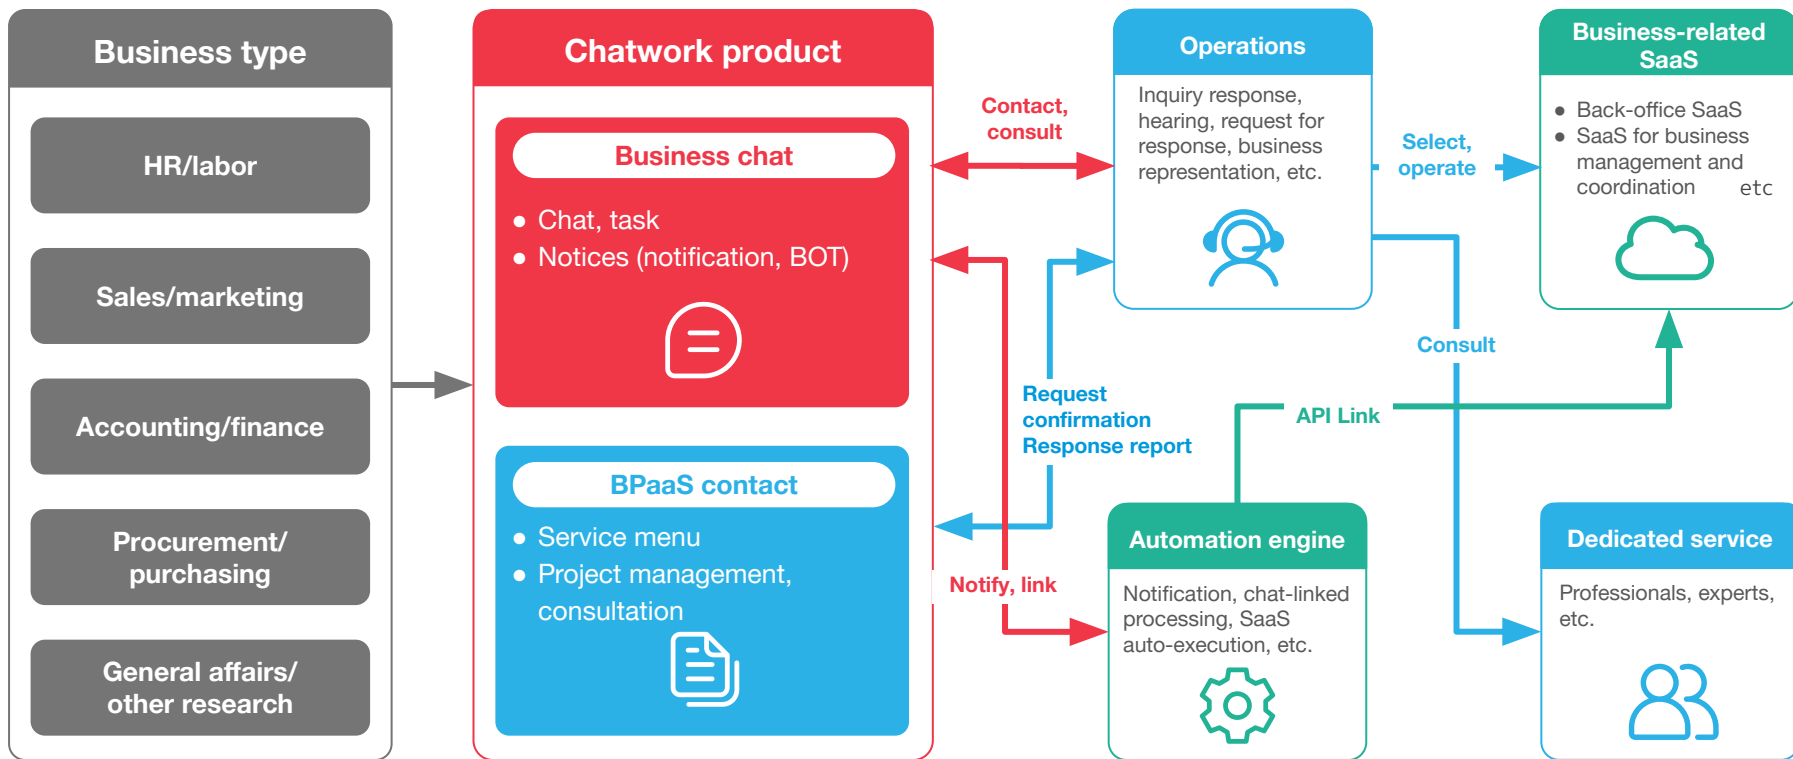 Business type
HR/labor
Sales/marketing
Accounting/finance
Procurement/
purchasing
General affairs/
other research
Chatwork product
Business chat
● Chat, task
● Notices (notification, BOT)
BPaaS contact
● Service menu
● Project management,
consultation
Contact,
consult
Request
confirmation
Response report
Notify, link
Operations
Inquiry response,
hearing, request for
response, business
representation, etc.
Select,
operate
Consult
API Link
Automation engine
Notification, chat-linked
processing, SaaS
auto-execution, etc.
Business-related
SaaS
● Back-office SaaS
● SaaS for business
management and
coordination etc
Dedicated service
Professionals, experts,
etc.